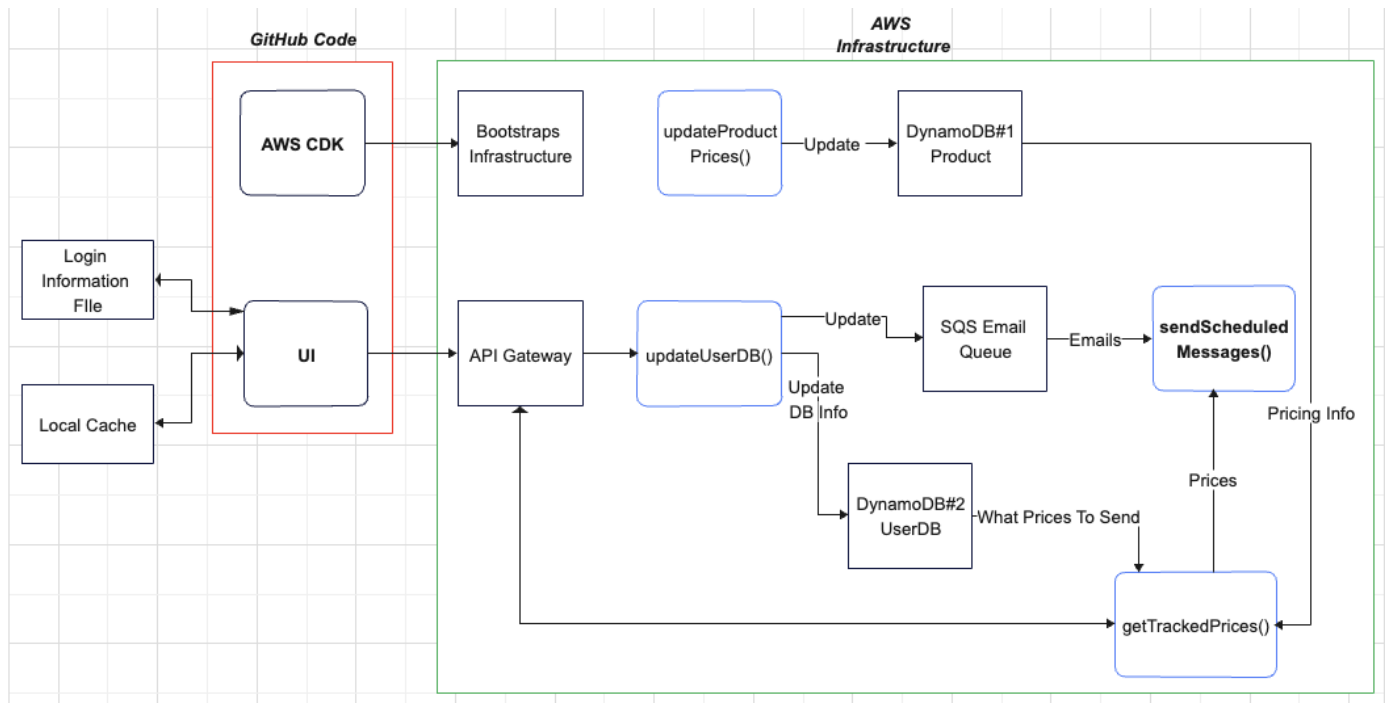 GitHub Code
AWS
Infrastructure
AWS CDK
Bootstraps
Infrastructure
updateProduct
Prices()
Update
DynamoDB#1
Product
Login
Information
FIle
UI
API Gateway
updateUserDB()
Update
SQS Email
Queue
Emails
sendScheduled
Messages()
Update
DB Info
Local Cache
Pricing Info
Prices
DynamoDB#2
UserDB
What Prices To Send
getTrackedPrices()